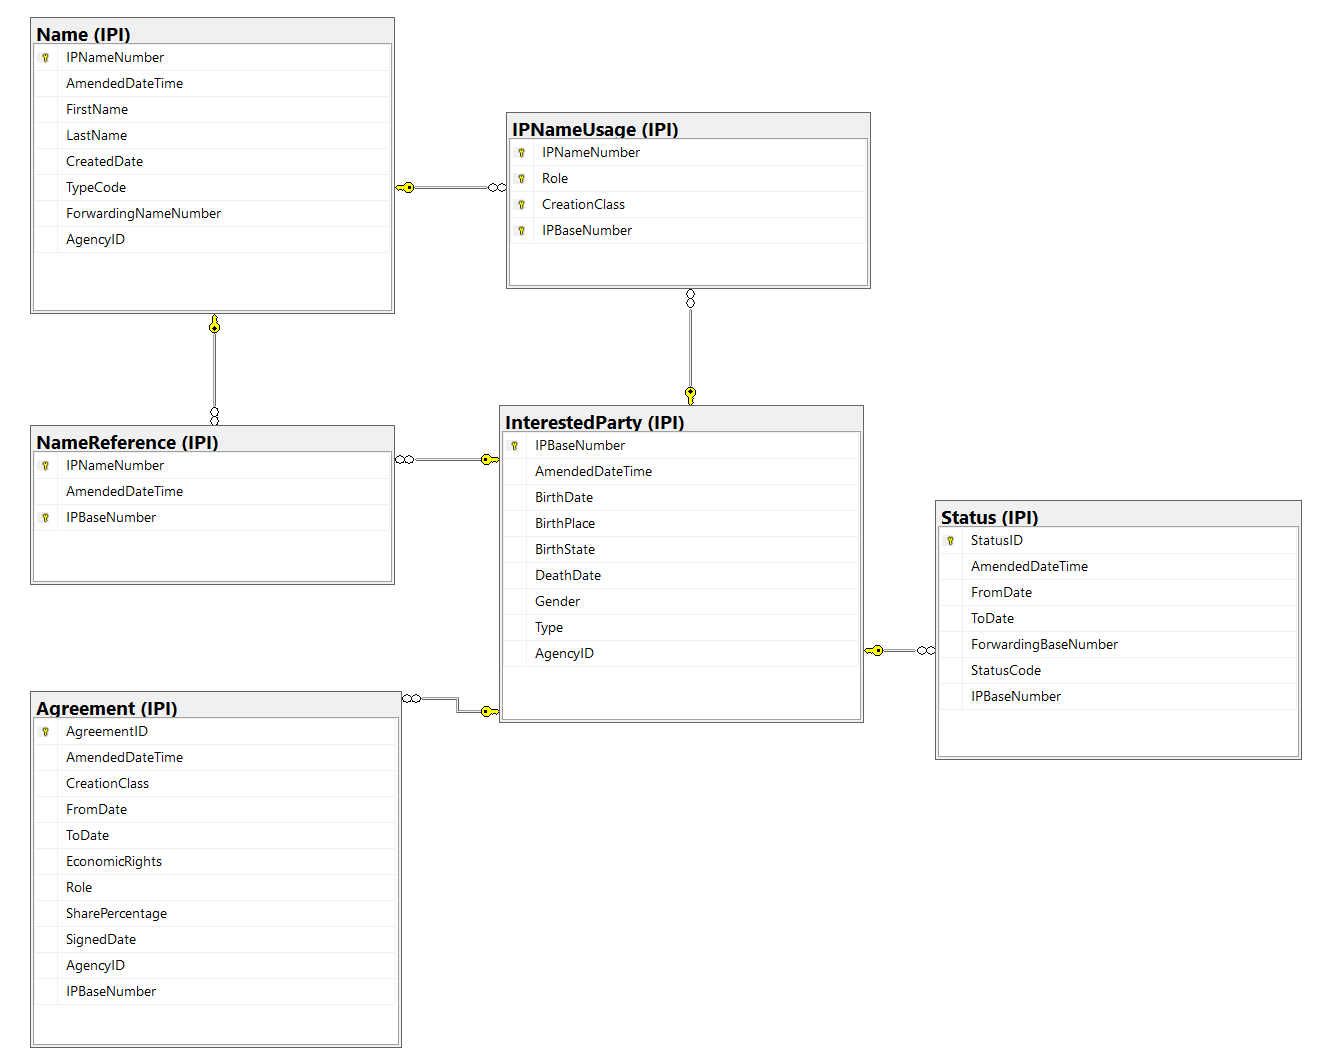 Name (IPI)
IPNameNumber
AmendedDateTime
FirstName
LastName
CreatedDate
TypeCode
ForwardingNameNumber
AgencyID
IPNameUsage (IPI)
IPNameNumber
Role
CreationClass
IPBaseNumber
NameReference (IPI)
IPNameNumber
AmendedDateTime
IPBaseNumber
InterestedParty (IPI)
IPBaseNumber
AmendedDateTime
BirthDate
BirthPlace
BirthState
DeathDate
Gender
Type
AgencyID
Status (IPI)
StatusID
AmendedDateTime
FromDate
ToDate
ForwardingBaseNumber
StatusCode
IPBaseNumber
Agreement (IPI)
AgreementID
AmendedDateTime
CreationClass
FromDate
ToDate
EconomicRights
Role
SharePercentage
SignedDate
AgencyID
IPBaseNumber